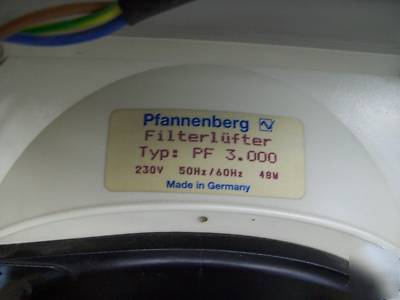 Pfannenberg
Filterlüfter
Typ: PF 3.000
230V 50Hz/60Hz 48W
Made in Germany